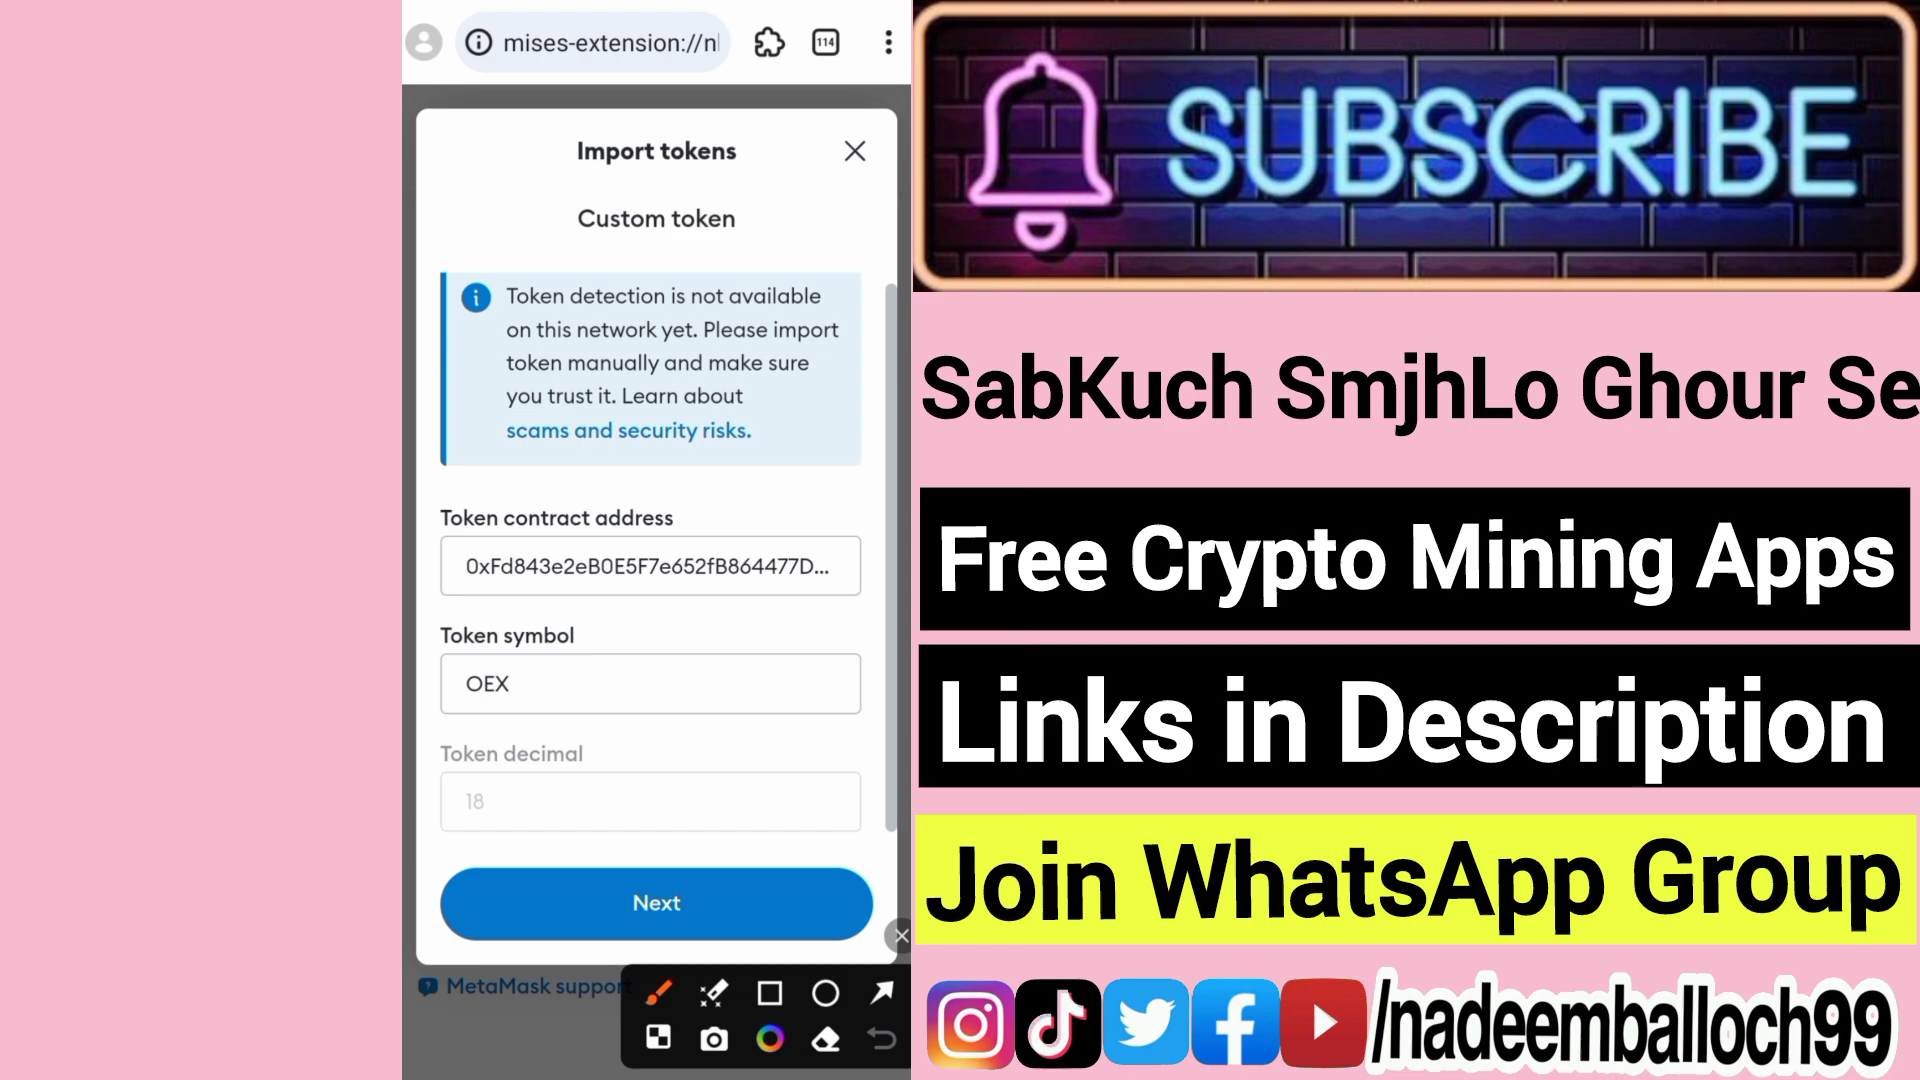 mises-extension://nl
114
Import tokens
Custom token
Token detection is not available
on this network yet. Please import
token manually and make sure
you trust it. Learn about
scams and security risks.
Token contract address
0xFd843e2eB0E5F7e652fB864477D...
Token symbol
OEX
Token decimal
18
Next
MetaMask support
SUBSCRIBE
SabKuch SmjhLo Ghour Se
Free Crypto Mining Apps
Links in Description
Join WhatsApp Group
/nadeemballoch99